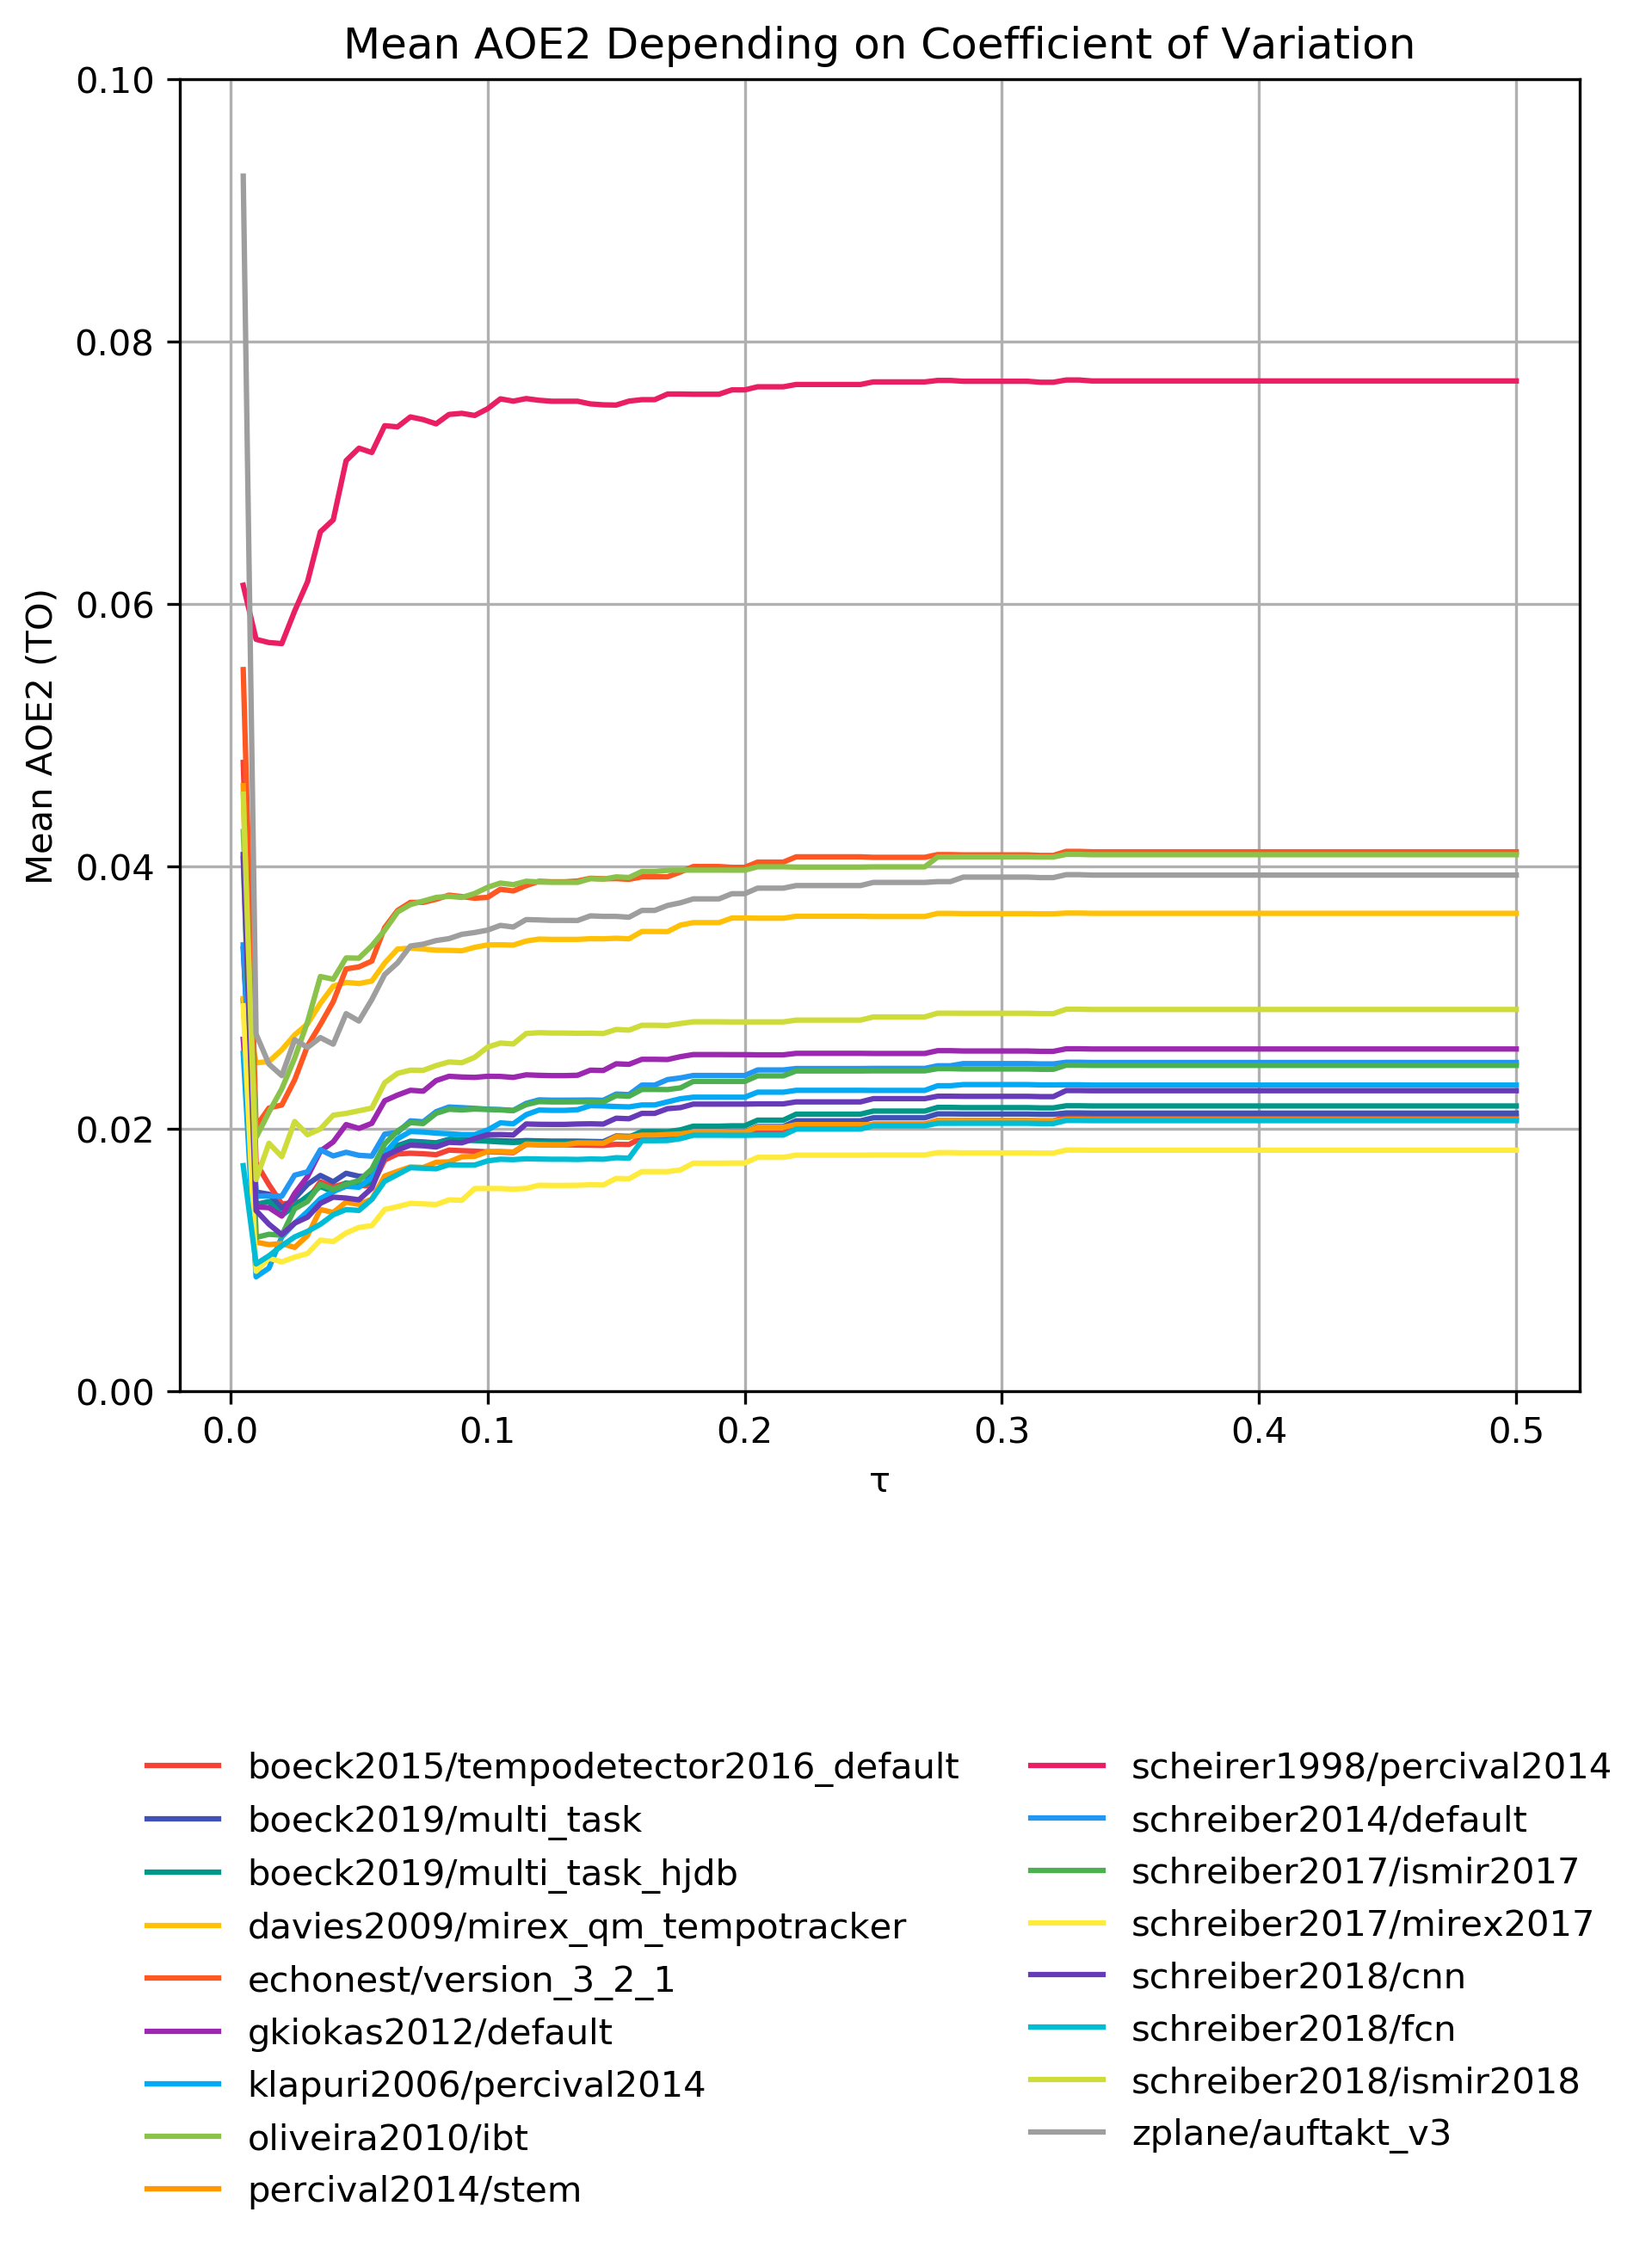 Mean AOE2 Depending on Coefficient of Variation
0.10
0.08
0.06
0.04
0.02
0.00
Mean AOE2 (TO)
0.0 0.1 0.2 0.3 0.4 0.5
τ
boeck2015/tempodetector2016_default
boeck2019/multi_task
boeck2019/multi_task_hjdb
davies2009/mirex_qm_tempotracker
echonest/version_3_2_1
gkiokas2012/default
klapuri2006/percival2014
oliveira2010/ibt
percival2014/stem
scheirer1998/percival2014
schreiber2014/default
schreiber2017/ismir2017
schreiber2017/mirex2017
schreiber2018/cnn
schreiber2018/fcn
schreiber2018/ismir2018
zplane/auftakt_v3